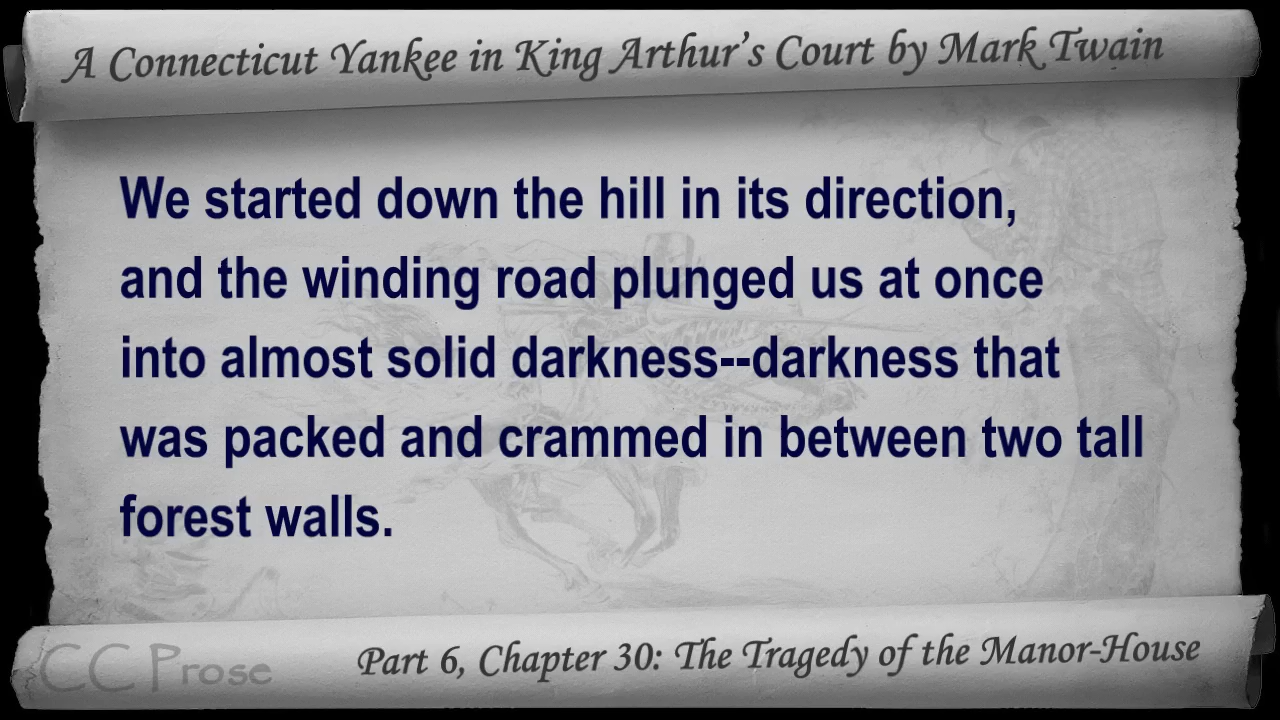 A Connecticut Yankee in King Arthur's Court by Mark Twain
We started down the hill in its direction,
and the winding road plunged us at once
into almost solid darkness--darkness that
was packed and crammed in between two tall
forest walls.
CC Prose
Part 6, Chapter 30: The Tragedy of the Manor-House